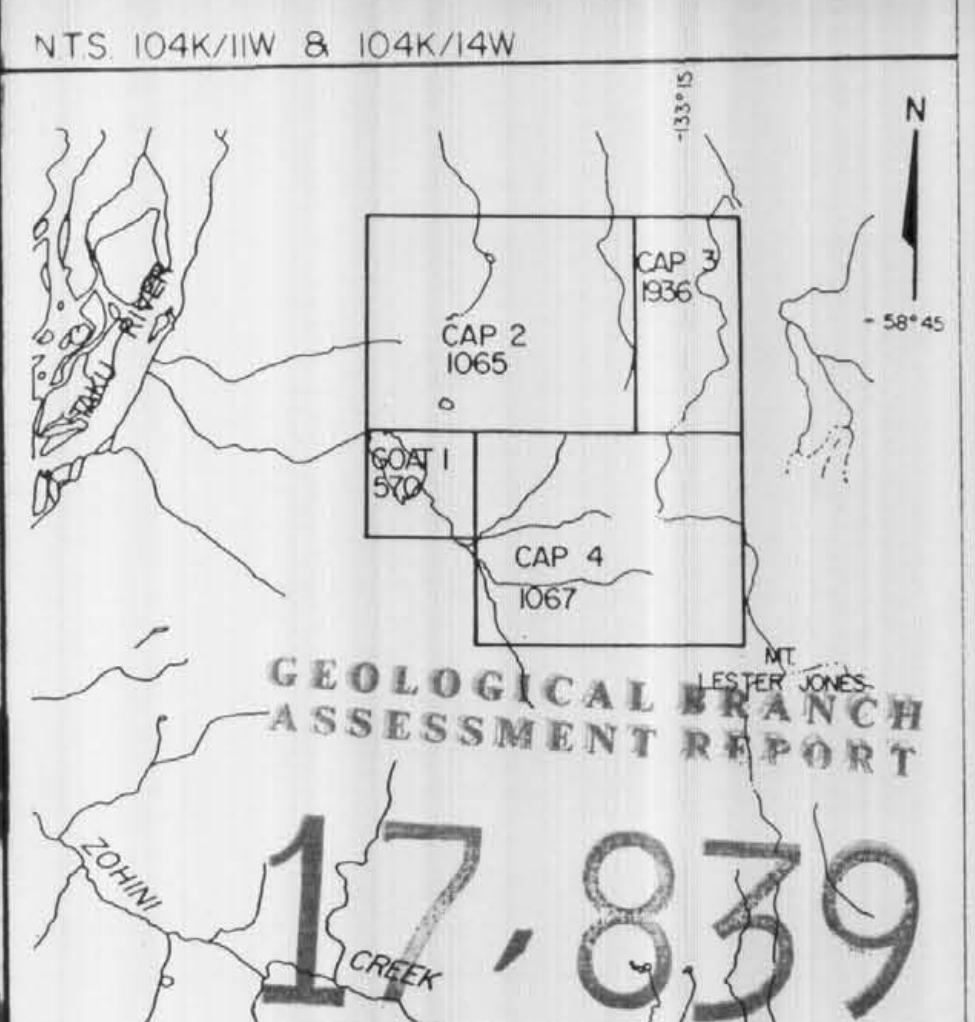 N.T.S. 104K/11W & 104K/14W
-133°15
N
CAP 3
1936
- 58°45
TAKU RIVER
CAP 2
1065
GOAT 1
570
CAP 4
1067
MT.
LESTER JONES
GEOLOGICAL BRANCH
ASSESSMENT REPORT
17,839
ZOHINI
CREEK